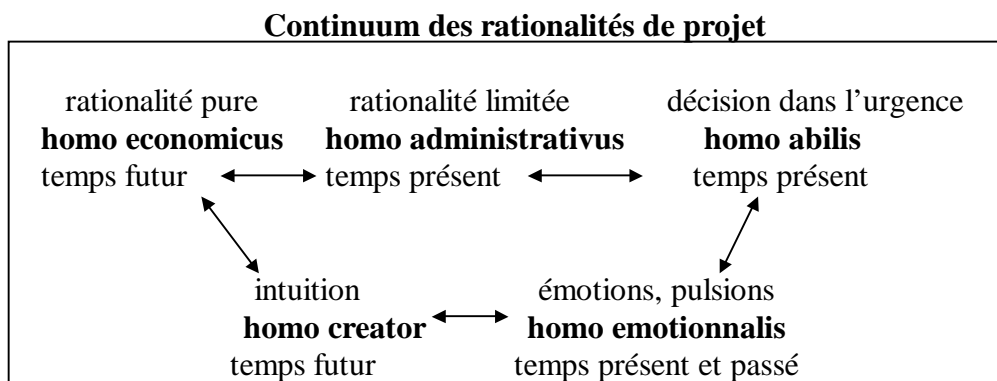 Continuum des rationalités de projet
rationalité pure rationalité limitée décision dans l’urgence
homo economicus homo administrativus homo abilis
temps futur temps présent temps présent
intuition émotions, pulsions
homo creator homo emotionnalis
temps futur temps présent et passé